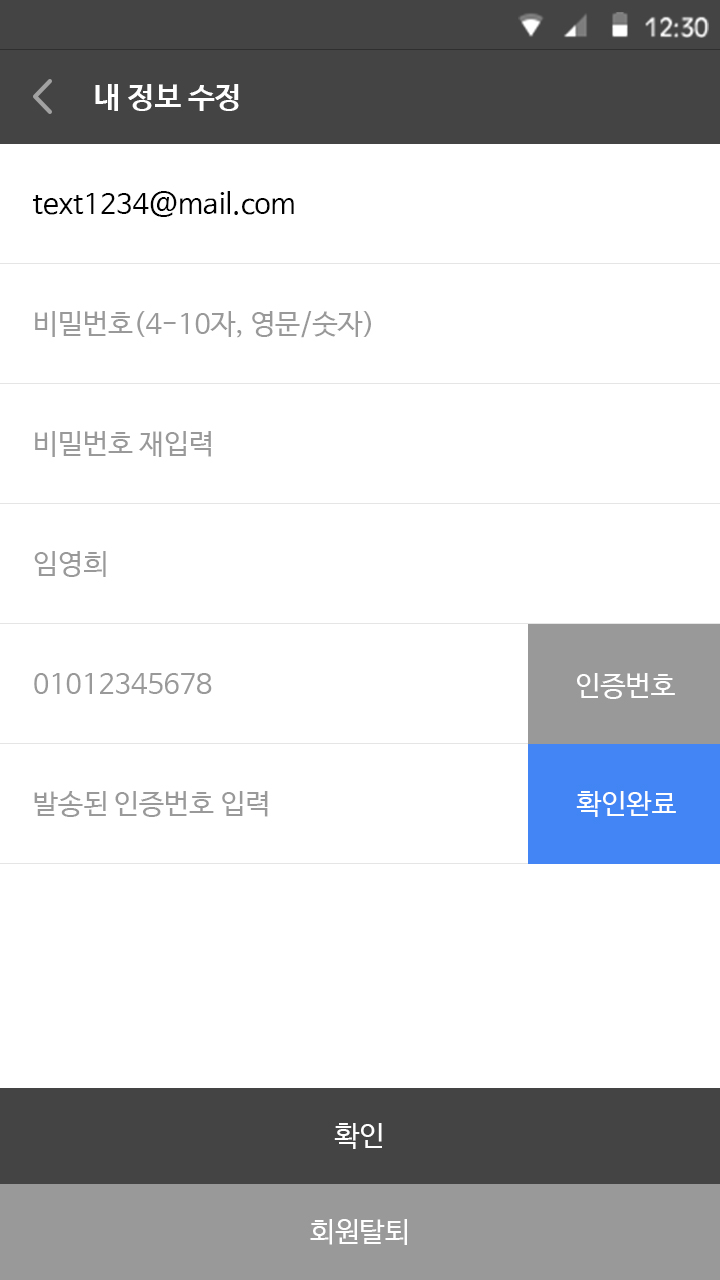 12:30
내 정보 수정
text1234@mail.com
비밀번호(4-10자, 영문/숫자)
비밀번호 재입력
임영희
01012345678
인증번호
발송된 인증번호 입력
확인완료
확인
회원탈퇴